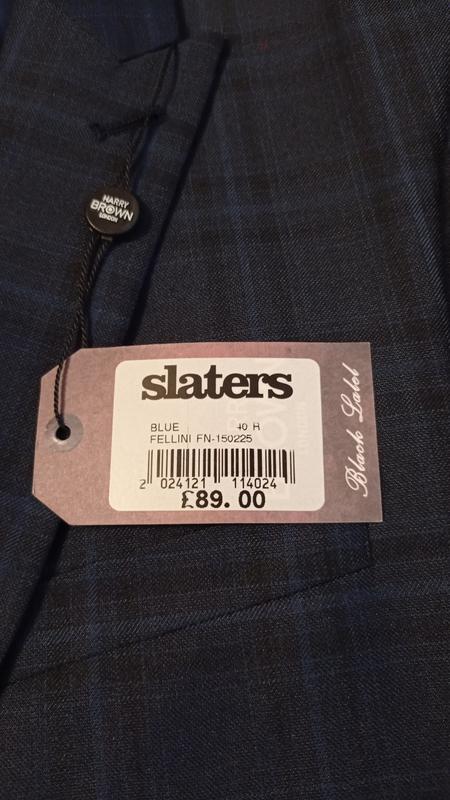 HARRY
BROWN
LONDON
slaters
BLUE 40 R
FELLINI FN-150225
2 024121 114024
£89.00
Black Label